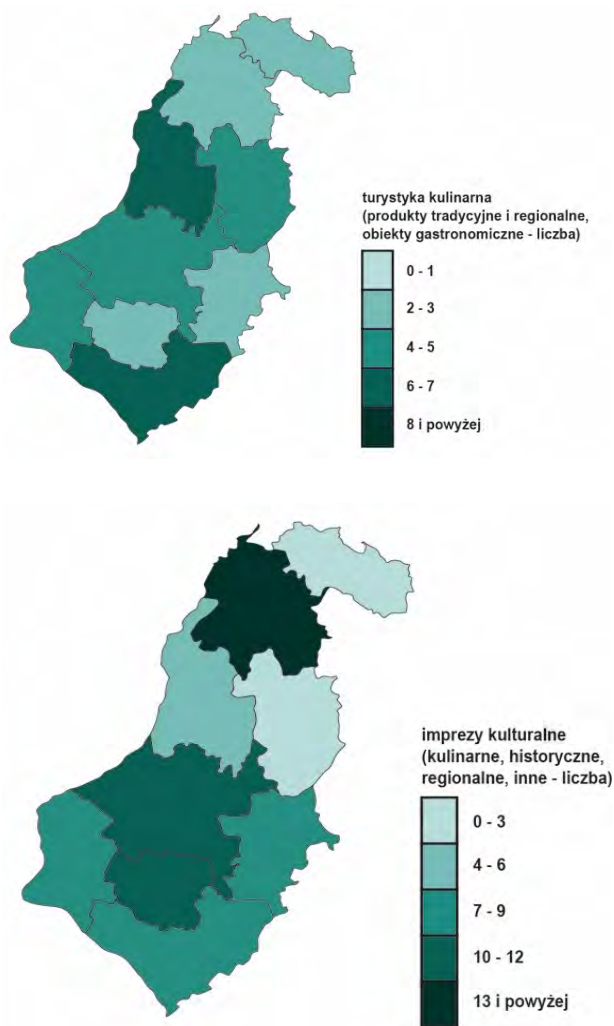 turystyka kulinarna
(produkty tradycyjne i regionalne,
obiekty gastronomiczne - liczba)
0 - 1
2 - 3
4 - 5
6 - 7
8 i powyżej
imprezy kulturalne
(kulinarne, historyczne,
regionalne, inne - liczba)
0 - 3
4 - 6
7 - 9
10 - 12
13 i powyżej